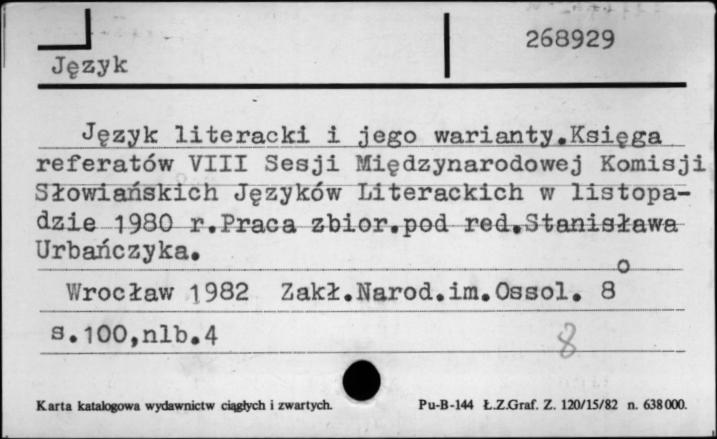 268929
Język
Język literacki i jego warianty.Księga
referatów VIII Sesji Międzynarodowej Komisji
Słowiańskich Języków Literackich w listopa-
dzie 1980 r.Praca zbior.pod red.Stanisława
Urbańczyka.
Wrocław 1982 Zakł.Narod.im.Ossol. 8o
s.100,nlb.4
8
Karta katalogowa wydawnictw ciągłych i zwartych. Pu-B-144 Ł.Z.Graf. Z. 120/15/82 n. 638000.